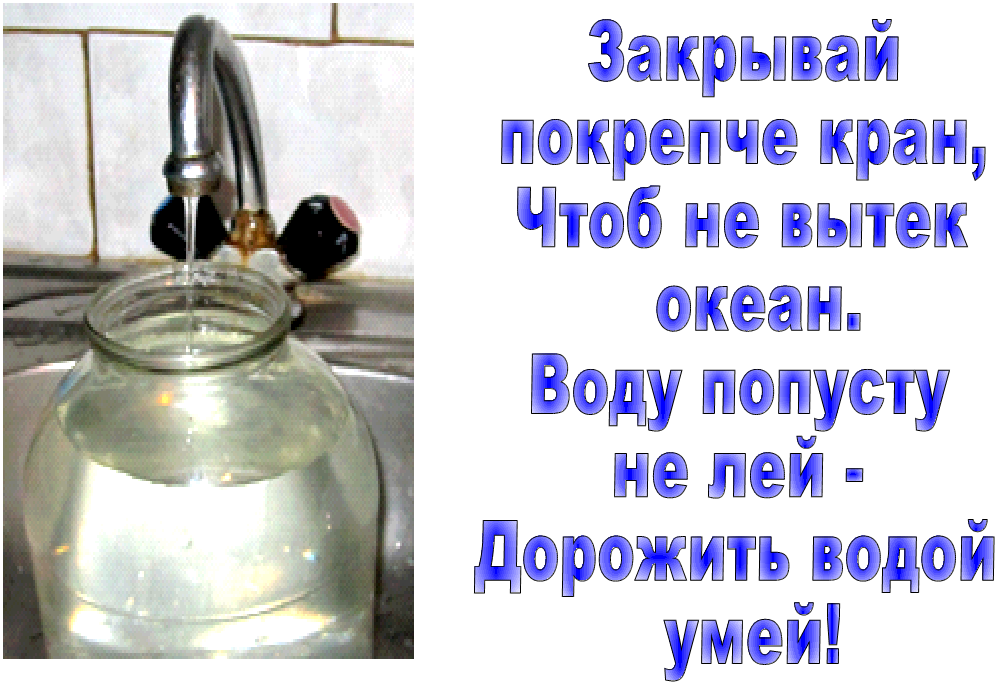 Закрывай
покрепче кран,
Чтоб не вытек
океан.
Воду попусту
не лей -
Дорожить водой
умей!